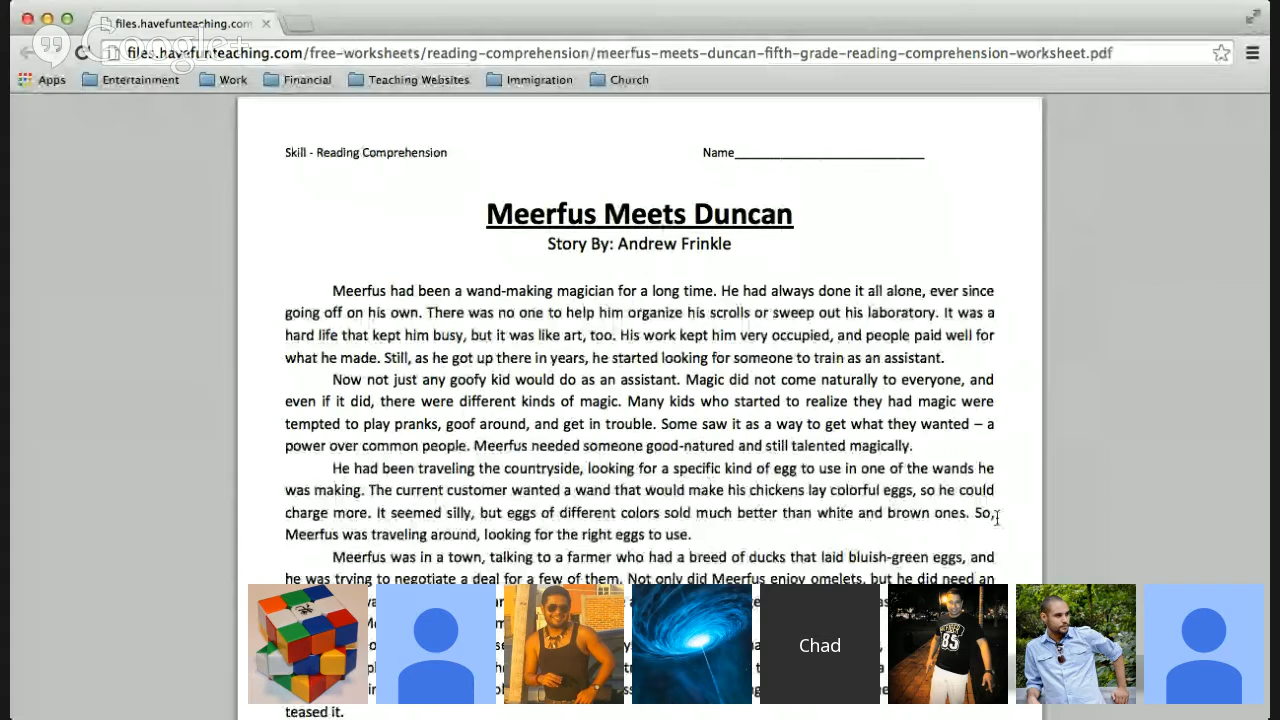 files.havefunteaching.com
Google+
files.havefunteaching.com/free-worksheets/reading-comprehension/meerfus-meets-duncan-fifth-grade-reading-comprehension-worksheet.pdf
Apps Entertainment Work Financial Teaching Websites Immigration Church
Skill - Reading Comprehension Name
Meerfus Meets Duncan
Story By: Andrew Frinkle
Meerfus had been a wand-making magician for a long time. He had always done it all alone, ever since
going off on his own. There was no one to help him organize his scrolls or sweep out his laboratory. It was a
hard life that kept him busy, but it was like art, too. His work kept him very occupied, and people paid well for
what he made. Still, as he got up there in years, he started looking for someone to train as an assistant.
Now not just any goofy kid would do as an assistant. Magic did not come naturally to everyone, and
even if it did, there were different kinds of magic. Many kids who started to realize they had magic were
tempted to play pranks, goof around, and get in trouble. Some saw it as a way to get what they wanted – a
power over common people. Meerfus needed someone good-natured and still talented magically.
He had been traveling the countryside, looking for a specific kind of egg to use in one of the wands he
was making. The current customer wanted a wand that would make his chickens lay colorful eggs, so he could
charge more. It seemed silly, but eggs of different colors sold much better than white and brown ones. So,
Meerfus was traveling around, looking for the right eggs to use.
Meerfus was in a town, talking to a farmer who had a breed of ducks that laid bluish-green eggs, and
he was trying to negotiate a deal for a few of them. Not only did Meerfus enjoy omelets, but he did need an
teased it.
Chad
85